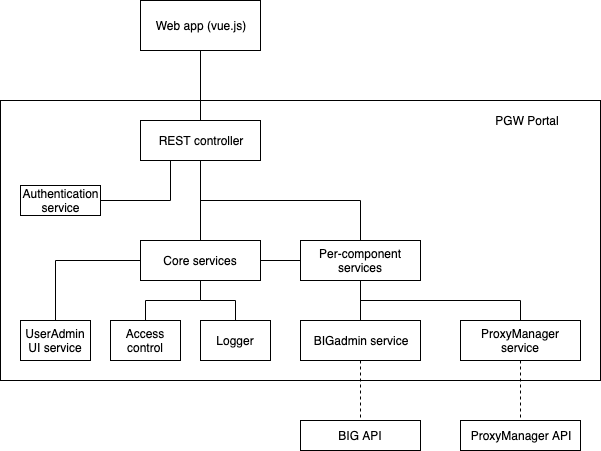 Web app (vue.js)
PGW Portal
REST controller
Authentication
service
Core services
Per-component
services
UserAdmin
UI service
Access
control
Logger
BIGadmin service
ProxyManager
service
BIG API
ProxyManager API